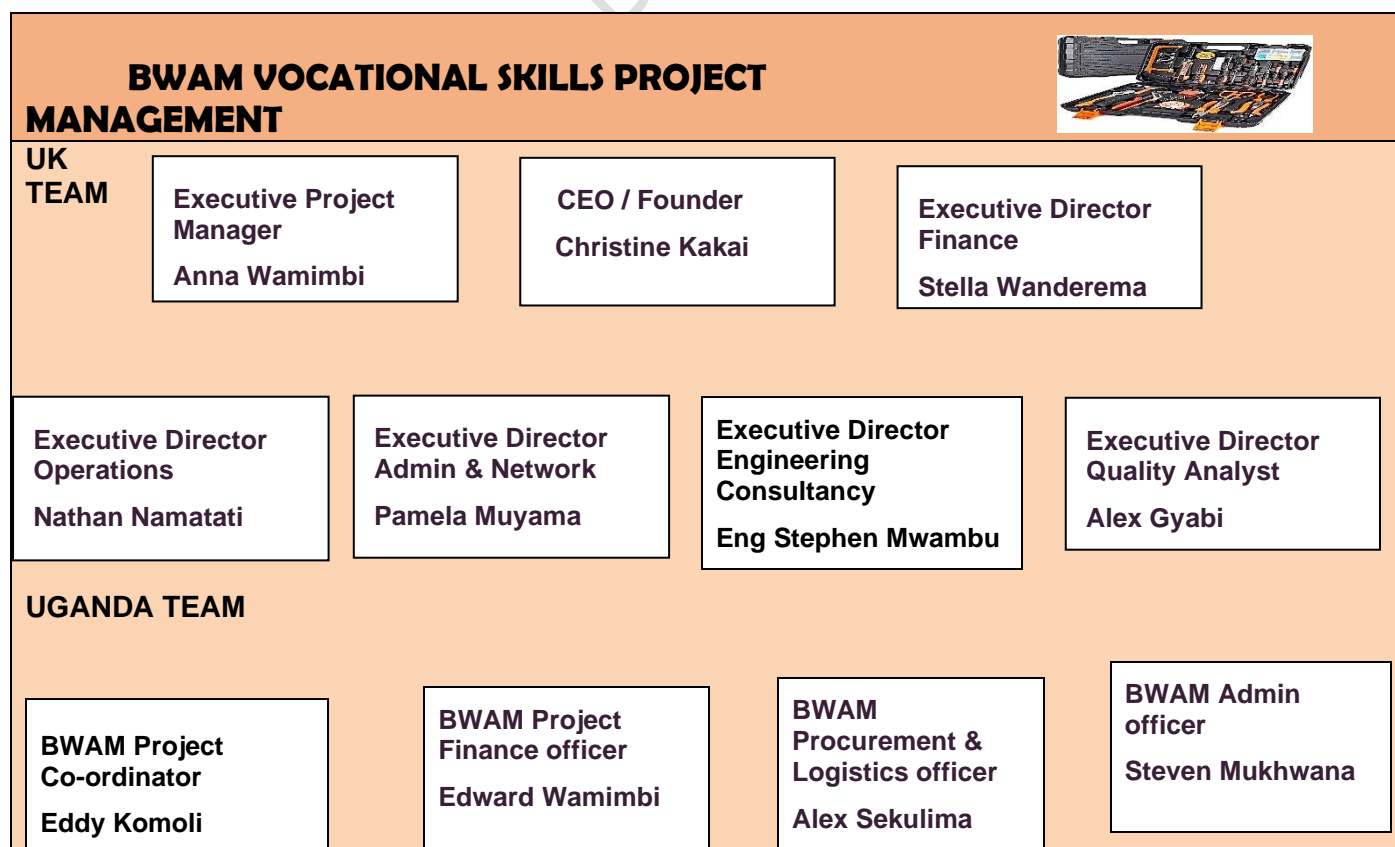 BWAM VOCATIONAL SKILLS PROJECT
MANAGEMENT
UK
TEAM
Executive Project
Manager
Anna Wamimbi
CEO / Founder
Christine Kakai
Executive Director
Finance
Stella Wanderema
Executive Director
Operations
Nathan Namatati
Executive Director
Admin & Network
Pamela Muyama
Executive Director
Engineering
Consultancy
Eng Stephen Mwambu
Executive Director
Quality Analyst
Alex Gyabi
UGANDA TEAM
BWAM Project
Co-ordinator
Eddy Komoli
BWAM Project
Finance officer
Edward Wamimbi
BWAM
Procurement &
Logistics officer
Alex Sekulima
BWAM Admin
officer
Steven Mukhwana